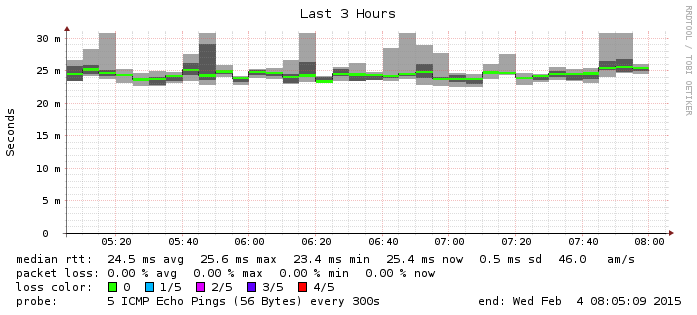 Last 3 Hours
RRDTOOL / TOBI OETIKER
Seconds
30 m
25 m
20 m
15 m
10 m
5 m
0
05:20 05:40 06:00 06:20 06:40 07:00 07:20 07:40 08:00
median rtt: 24.5 ms avg 25.6 ms max 23.4 ms min 25.4 ms now 0.5 ms sd 46.0 am/s
packet loss: 0.00 % avg 0.00 % max 0.00 % min 0.00 % now
loss color: 0 1/5 2/5 3/5 4/5
probe: 5 ICMP Echo Pings (56 Bytes) every 300s end: Wed Feb 4 08:05:09 2015